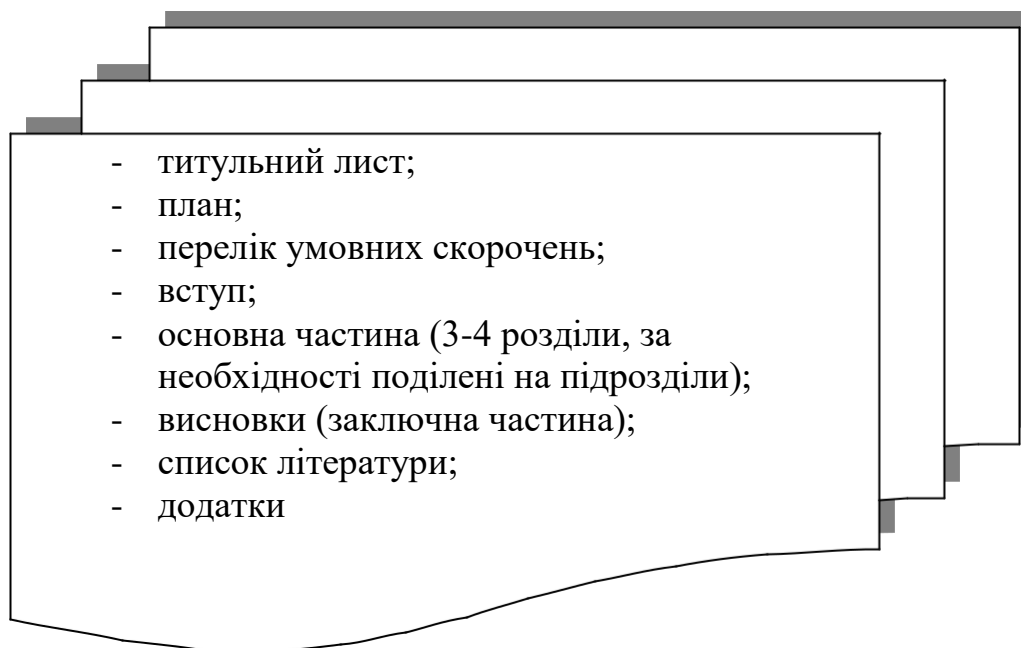 - титульний лист;
- план;
- перелік умовних скорочень;
- вступ;
- основна частина (3-4 розділи, за
необхідності поділені на підрозділи);
- висновки (заключна частина);
- список літератури;
- додатки